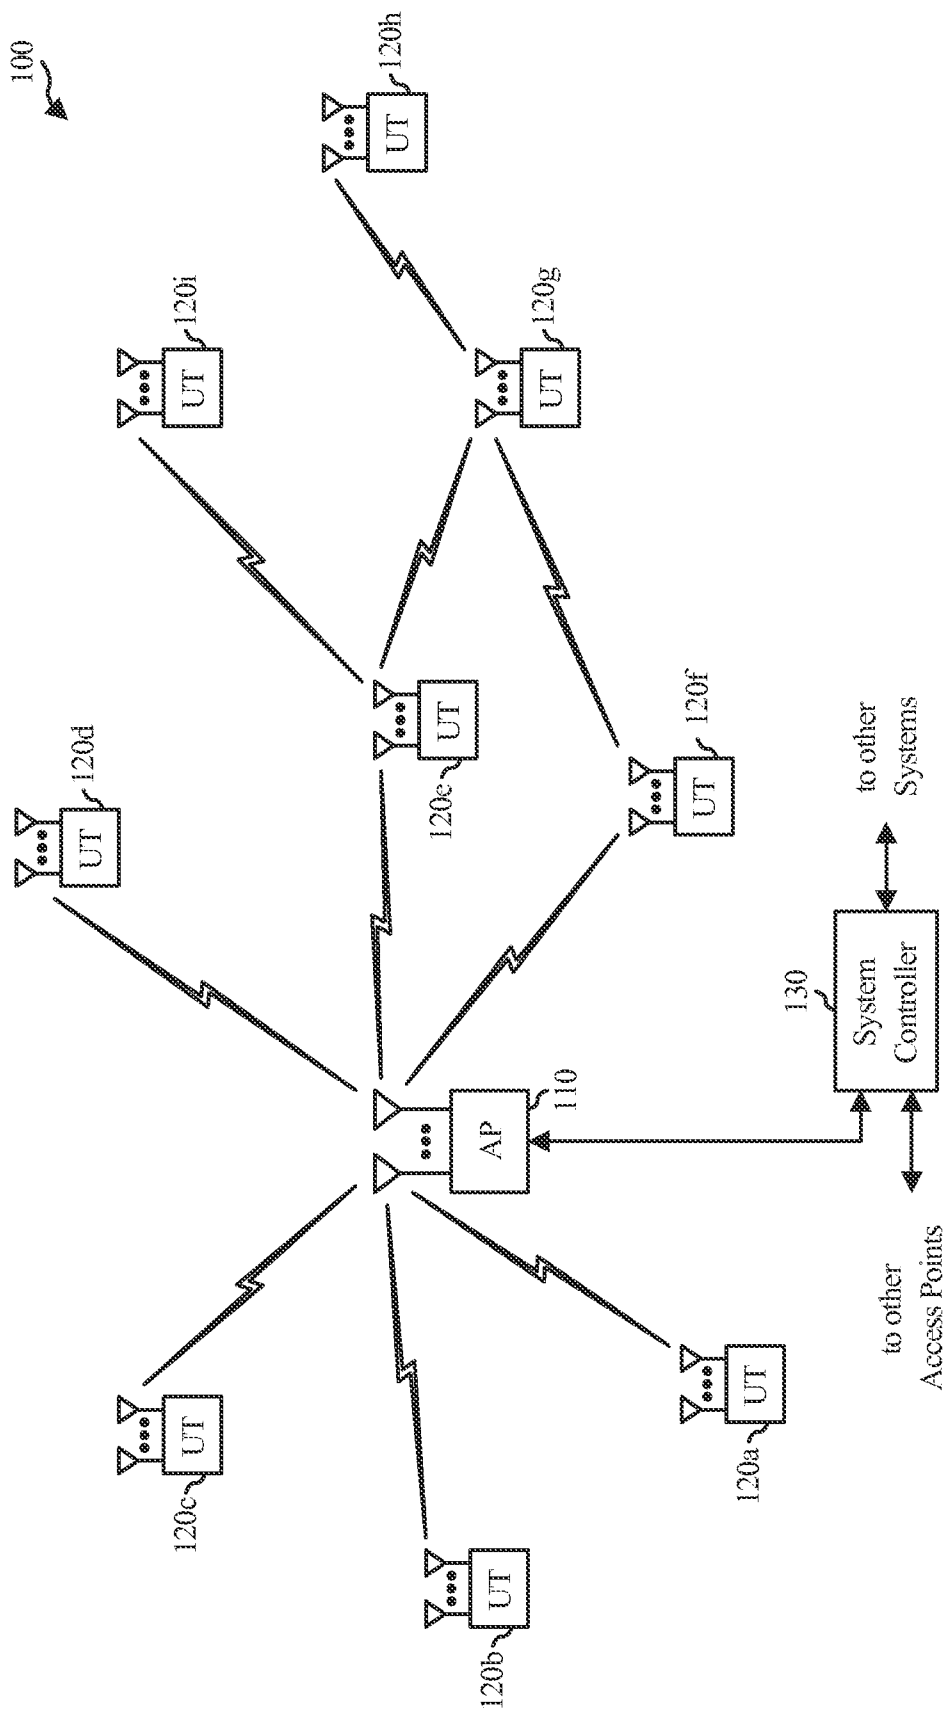 100
UT
120d
UT
120i
UT
120h
UT
120c
UT
120e
UT
120g
UT
120b
AP
110
UT
120f
UT
120a
130
System
Controller
to other
Access Points
to other
Systems